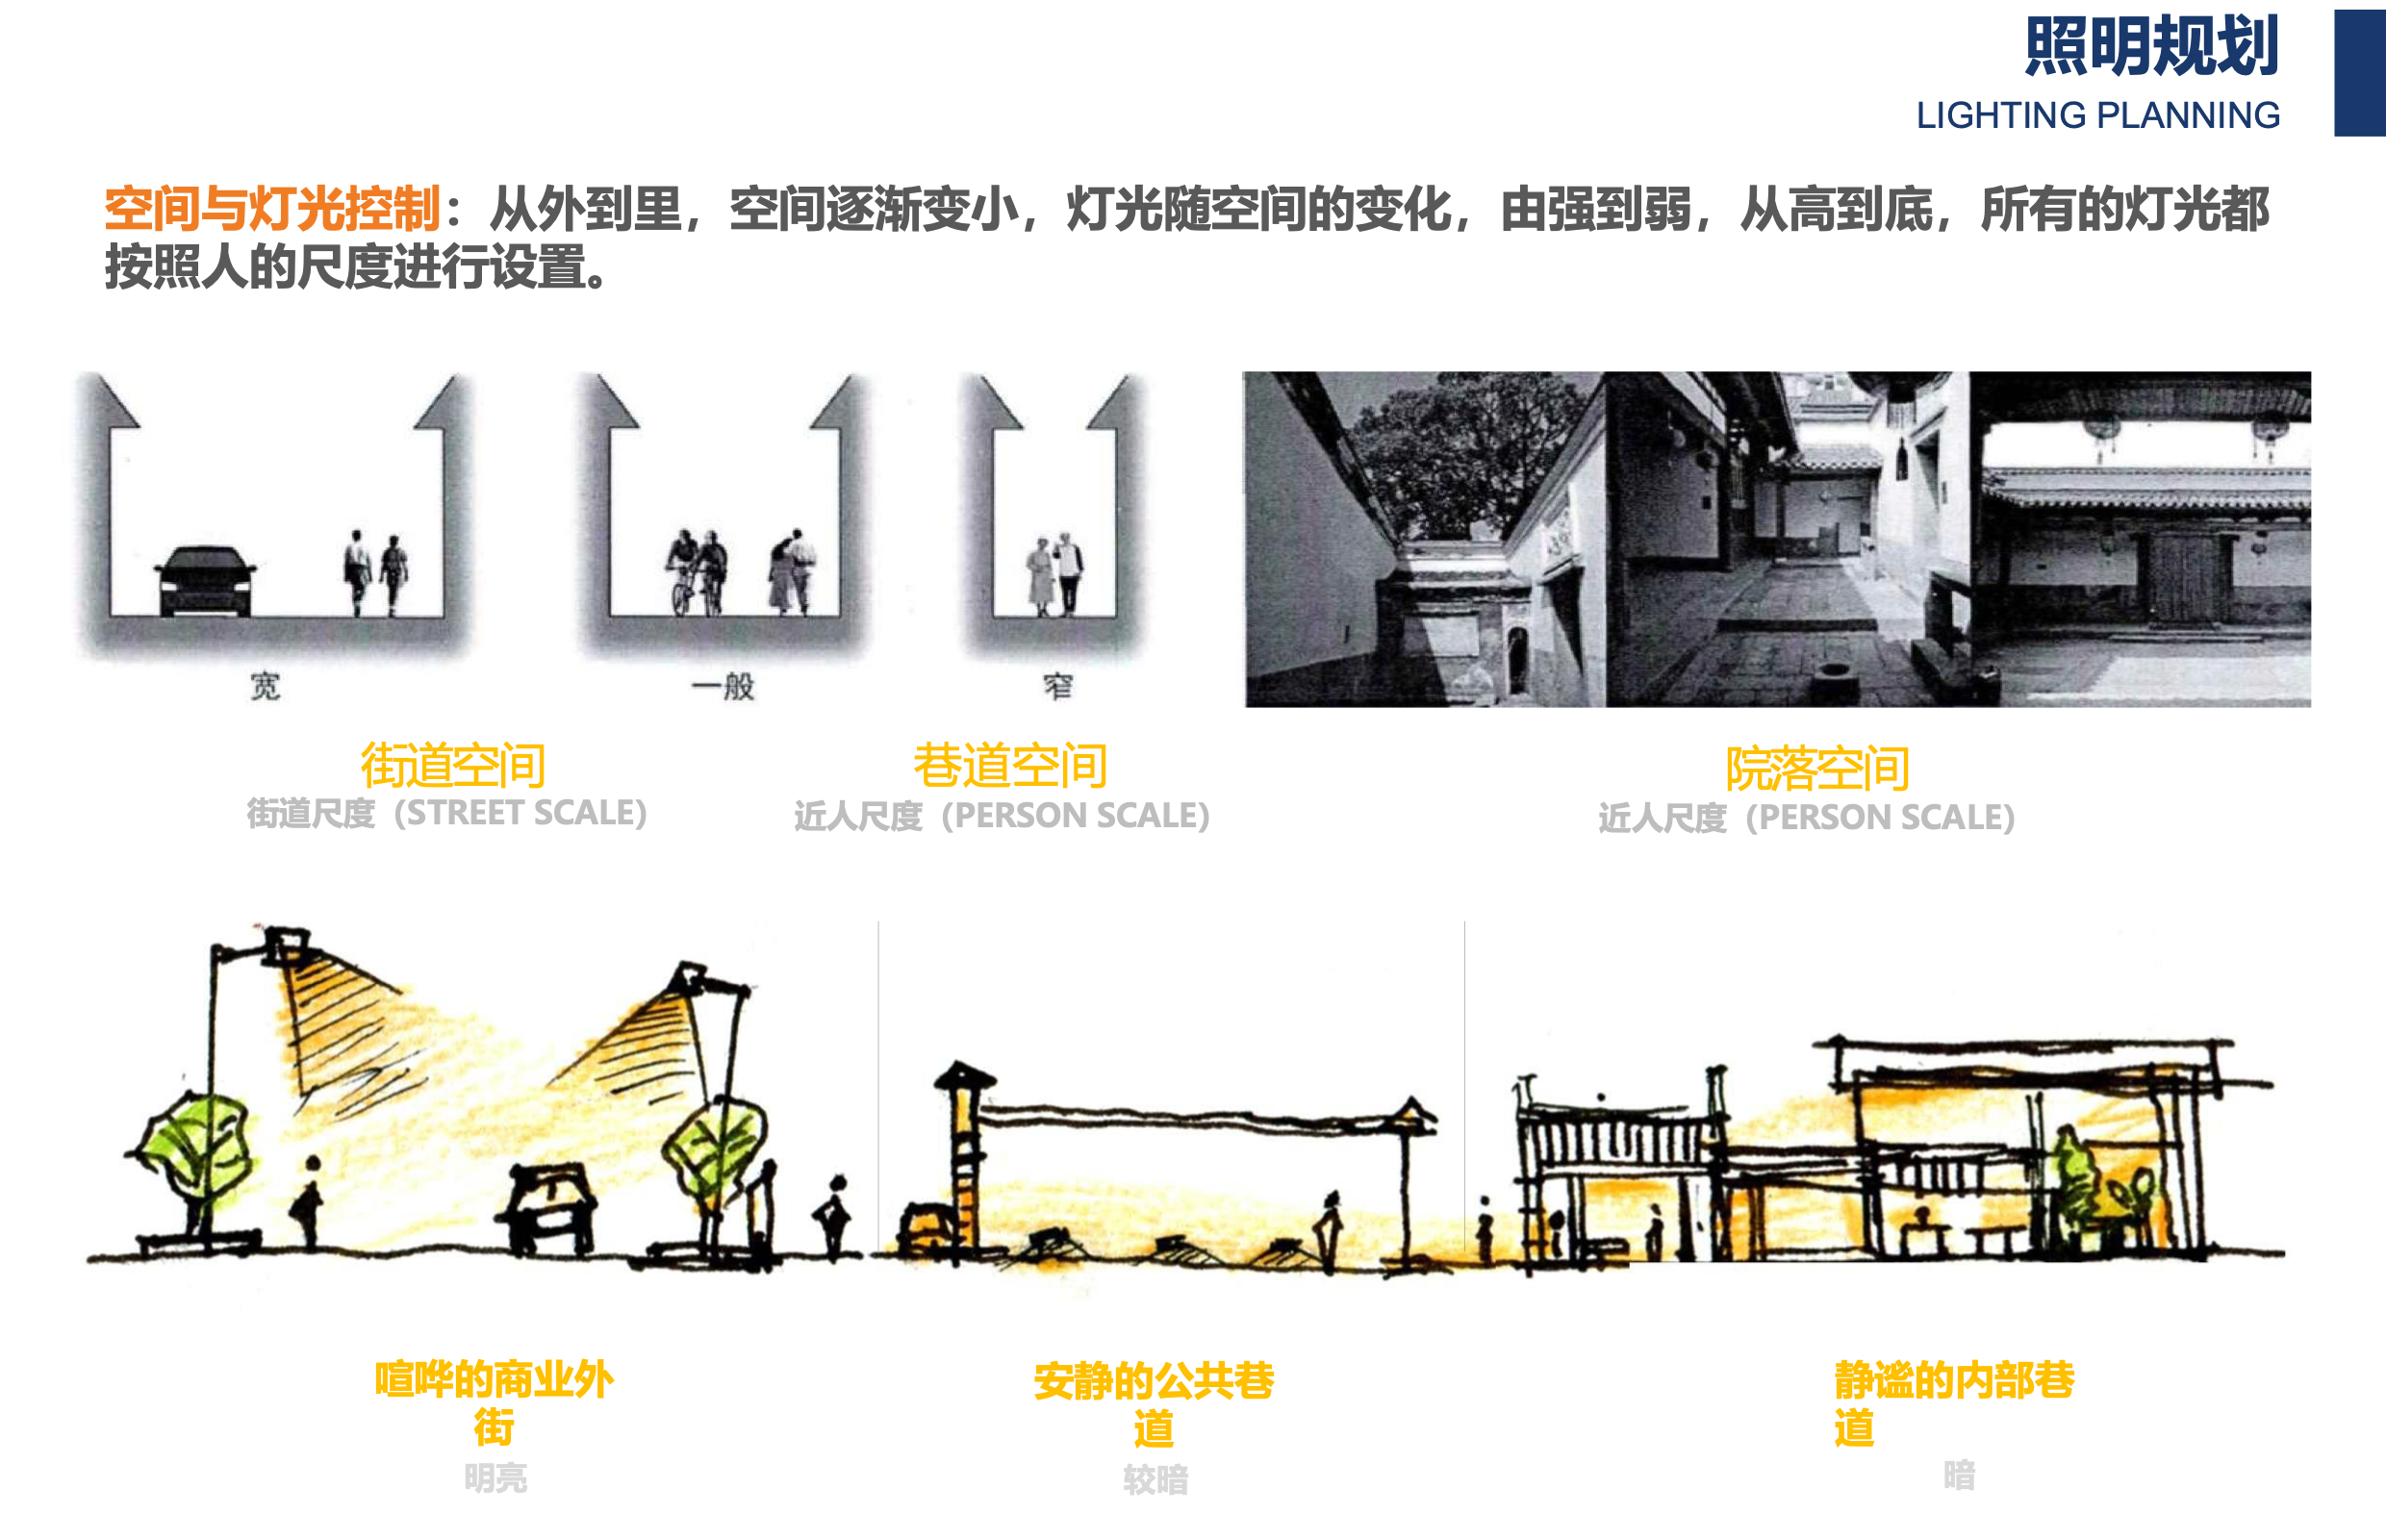 照明规划
LIGHTING PLANNING
空间与灯光控制：从外到里，空间逐渐变小，灯光随空间的变化，由强到弱，从高到底，所有的灯光都
按照人的尺度进行设置。
宽
一般
窄
街道空间
街道尺度（STREET SCALE）
巷道空间
近人尺度（PERSON SCALE）
院落空间
近人尺度（PERSON SCALE）
喧哗的商业外
街
明亮
安静的公共巷
道
较暗
静谧的内部巷
道
暗